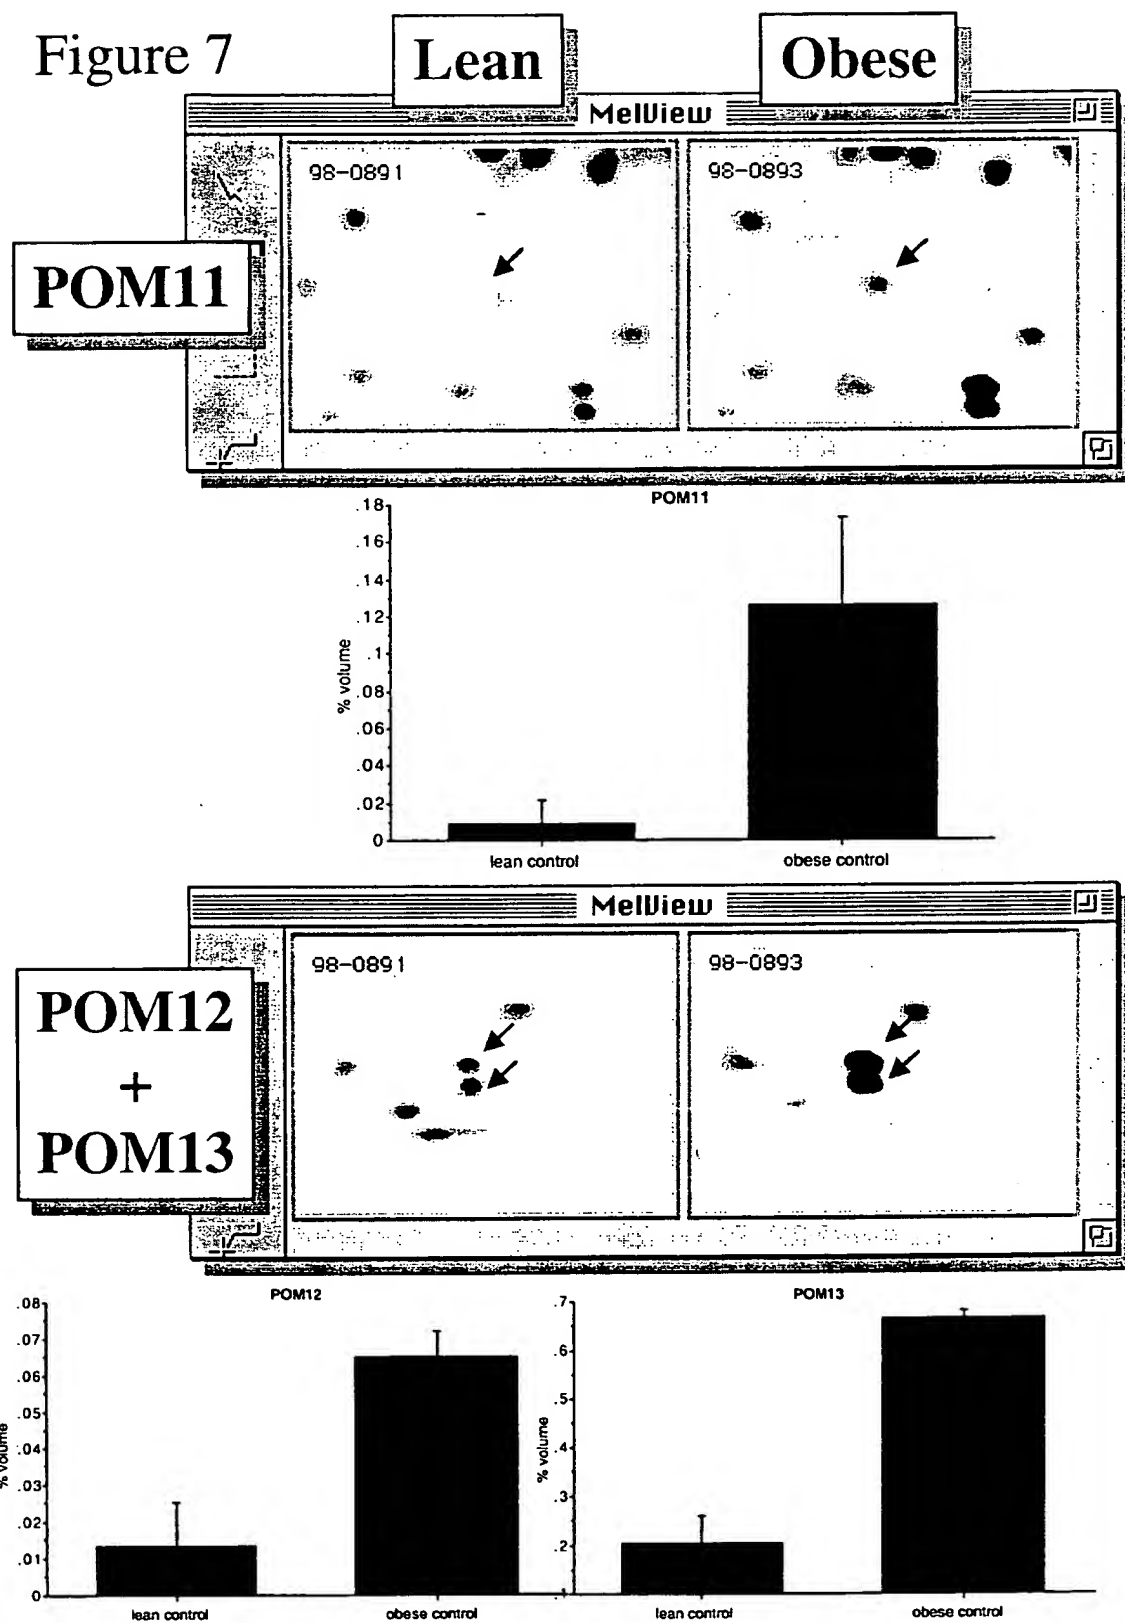 Figure 7
Lean
Obese
MelView
98-0891
98-0893
POM11
POM11
.18
.16
.14
.12
.1
.08
.06
.04
.02
0
% volume
lean control
obese control
MelView
98-0891
98-0893
POM12
+
POM13
POM12
.08
.07
.06
.05
.04
.03
.02
.01
0
% volume
lean control
obese control
POM13
.7
.6
.5
.4
.3
.2
.1
% volume
lean control
obese control